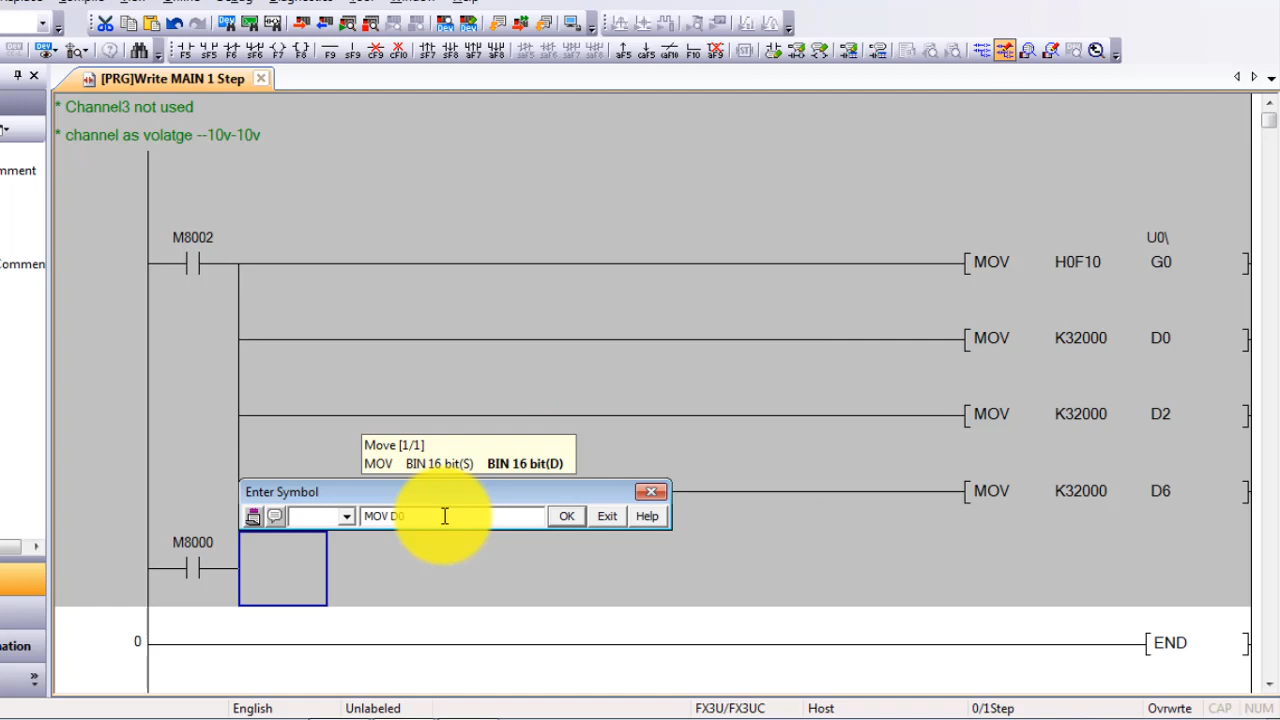 [PRG]Write MAIN 1 Step
* Channel3 not used
* channel as volatge --10v-10v
mment
Commen
M8002
U0\
MOV H0F10 G0
MOV K32000 D0
MOV K32000 D2
Move [1/1]
MOV BIN 16 bit(S) BIN 16 bit(D)
Enter Symbol
MOV K32000 D6
MOV D0
OK Exit Help
M8000
0
END
mation
English Unlabeled FX3U/FX3UC Host 0/1Step Ovrwrte CAP NUM